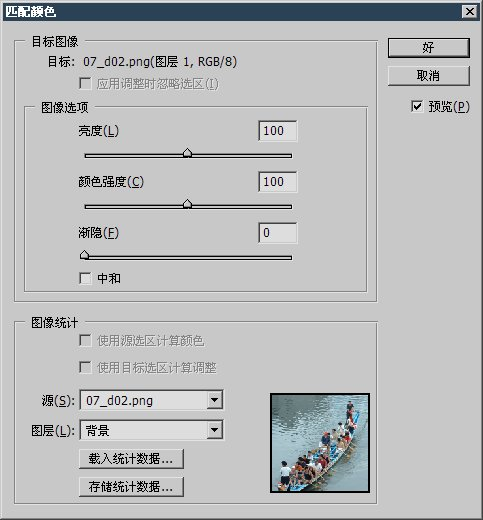 匹配颜色
目标图像
目标: 07_d02.png(图层 1, RGB/8)
应用调整时忽略选区(I)
好
取消
预览(P)
图像选项
亮度(L) 100
颜色强度(C) 100
渐隐(F) 0
中和
图像统计
使用源选区计算颜色
使用目标选区计算调整
源(S): 07_d02.png
图层(L): 背景
载入统计数据...
存储统计数据...